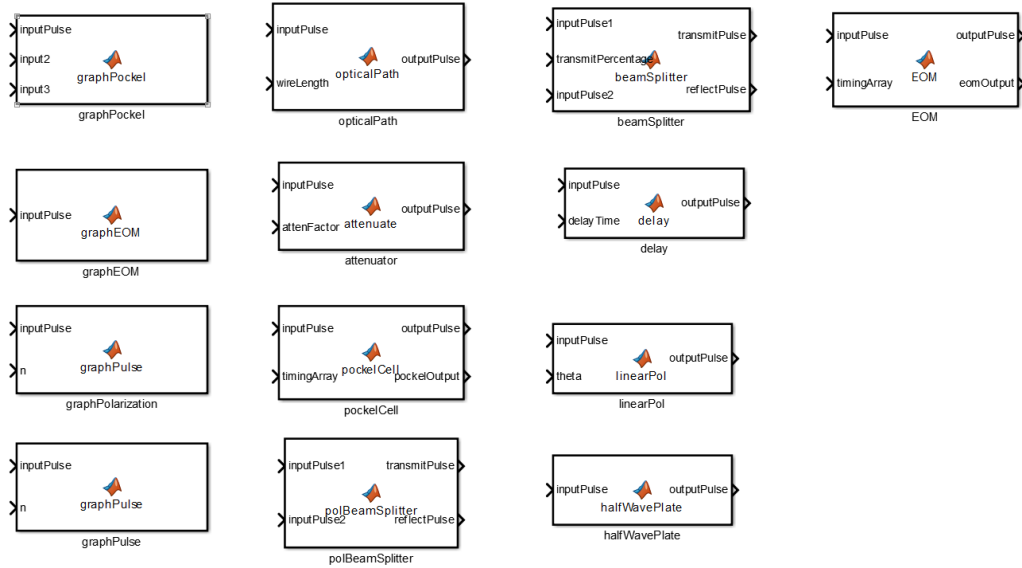 inputPulse
input2
input3
graphPockel
graphPockel
inputPulse
wireLength
opticalPath
outputPulse
opticalPath
inputPulse1
transmitPercentage
inputPulse2
beamSplitter
transmitPulse
reflectPulse
beamSplitter
inputPulse
timingArray
EOM
outputPulse
eomOutput
EOM
inputPulse
graphEOM
graphEOM
inputPulse
attenFactor
attenuate
outputPulse
attenuator
inputPulse
delayTime
delay
outputPulse
delay
inputPulse
n
graphPulse
graphPolarization
inputPulse
timingArray
pockelCell
outputPulse
pockelOutput
pockelCell
inputPulse
theta
linearPol
outputPulse
linearPol
inputPulse
n
graphPulse
graphPulse
inputPulse1
inputPulse2
polBeamSplitter
transmitPulse
reflectPulse
polBeamSplitter
inputPulse
halfWavePlate
outputPulse
halfWavePlate